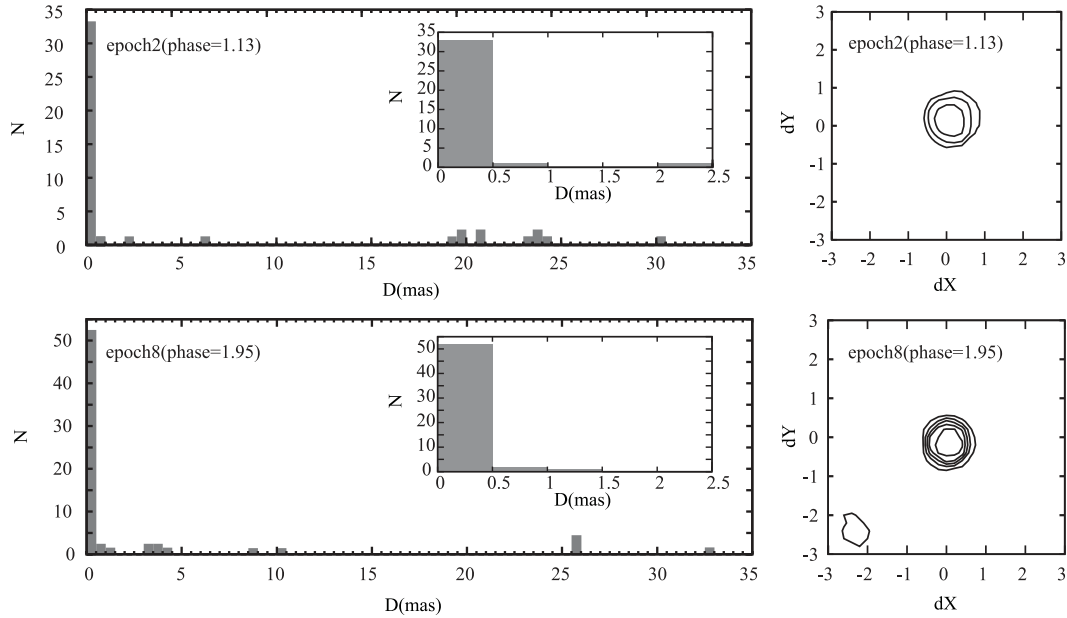 35
30
25
20
15
10
5
0
N
epoch2(phase=1.13)
0 5 10 15 20 25 30 35
D(mas)
35
30
25
20
15
10
5
0
N
0 0.5 1 1.5 2 2.5
D(mas)
3
2
1
0
-1
-2
-3
dY
epoch2(phase=1.13)
-3 -2 -1 0 1 2 3
dX
50
40
30
20
10
0
N
epoch8(phase=1.95)
0 5 10 15 20 25 30 35
D(mas)
50
40
30
20
10
0
N
0 0.5 1 1.5 2 2.5
D(mas)
3
2
1
0
-1
-2
-3
dY
epoch8(phase=1.95)
-3 -2 -1 0 1 2 3
dX